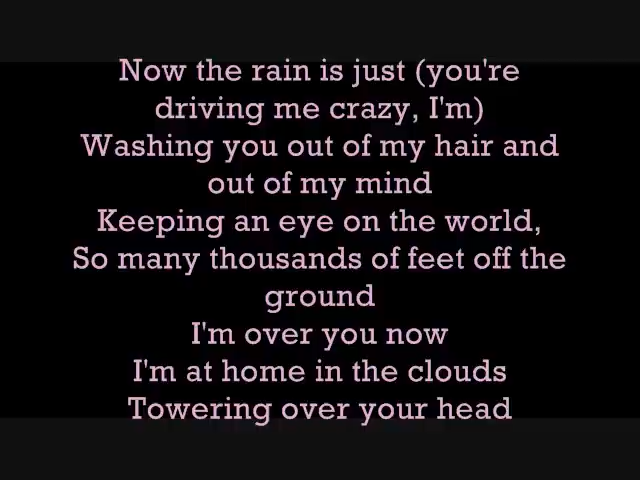 Now the rain is just (you're
driving me crazy, I'm)
Washing you out of my hair and
out of my mind
Keeping an eye on the world,
So many thousands of feet off the
ground
I'm over you now
I'm at home in the clouds
Towering over your head